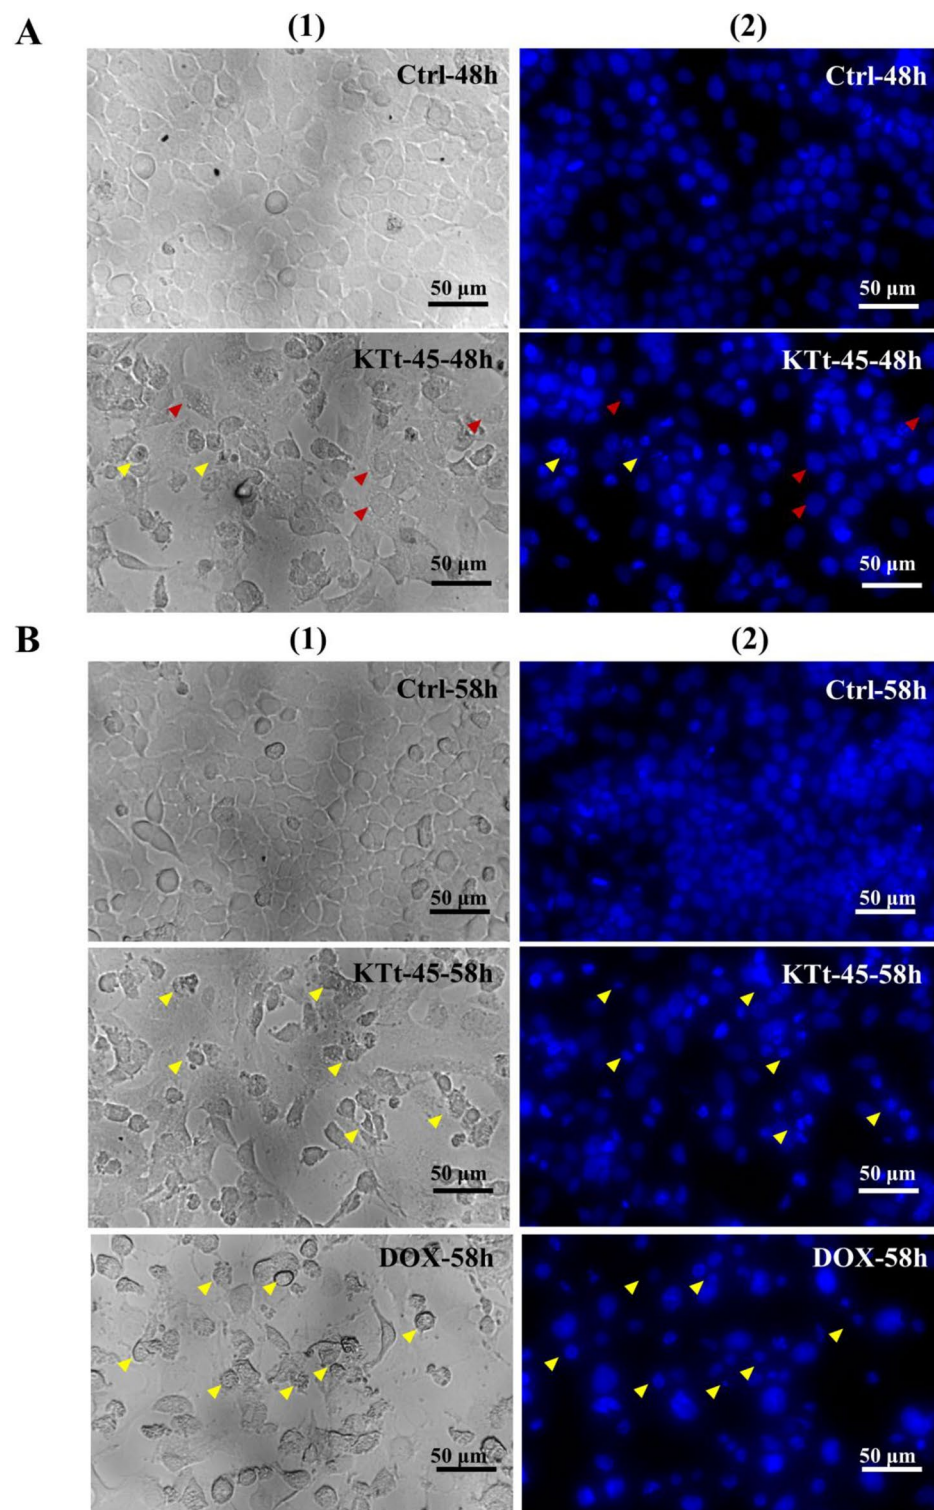 A
(1)
(2)
Ctrl-48h
Ctrl-48h
50 µm
50 µm
KTt-45-48h
KTt-45-48h
50 µm
50 µm
B
(1)
(2)
Ctrl-58h
Ctrl-58h
50 µm
50 µm
KTt-45-58h
KTt-45-58h
50 µm
50 µm
DOX-58h
DOX-58h
50 µm
50 µm